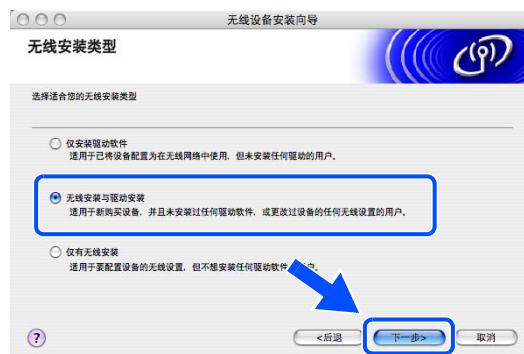 无线设备安装向导
无线安装类型
选择适合您的无线安装类型
仅安装驱动软件
适用于已将设备配置为在无线网络中使用，但未安装任何驱动的用户。
无线安装与驱动安装
适用于新购买设备，并且未安装过任何驱动软件，或更改过设备的任何无线设置的用户。
仅有无线安装
适用于要配置设备的无线设置，但不想安装任何驱动软件
?
<后退 下一步> 取消